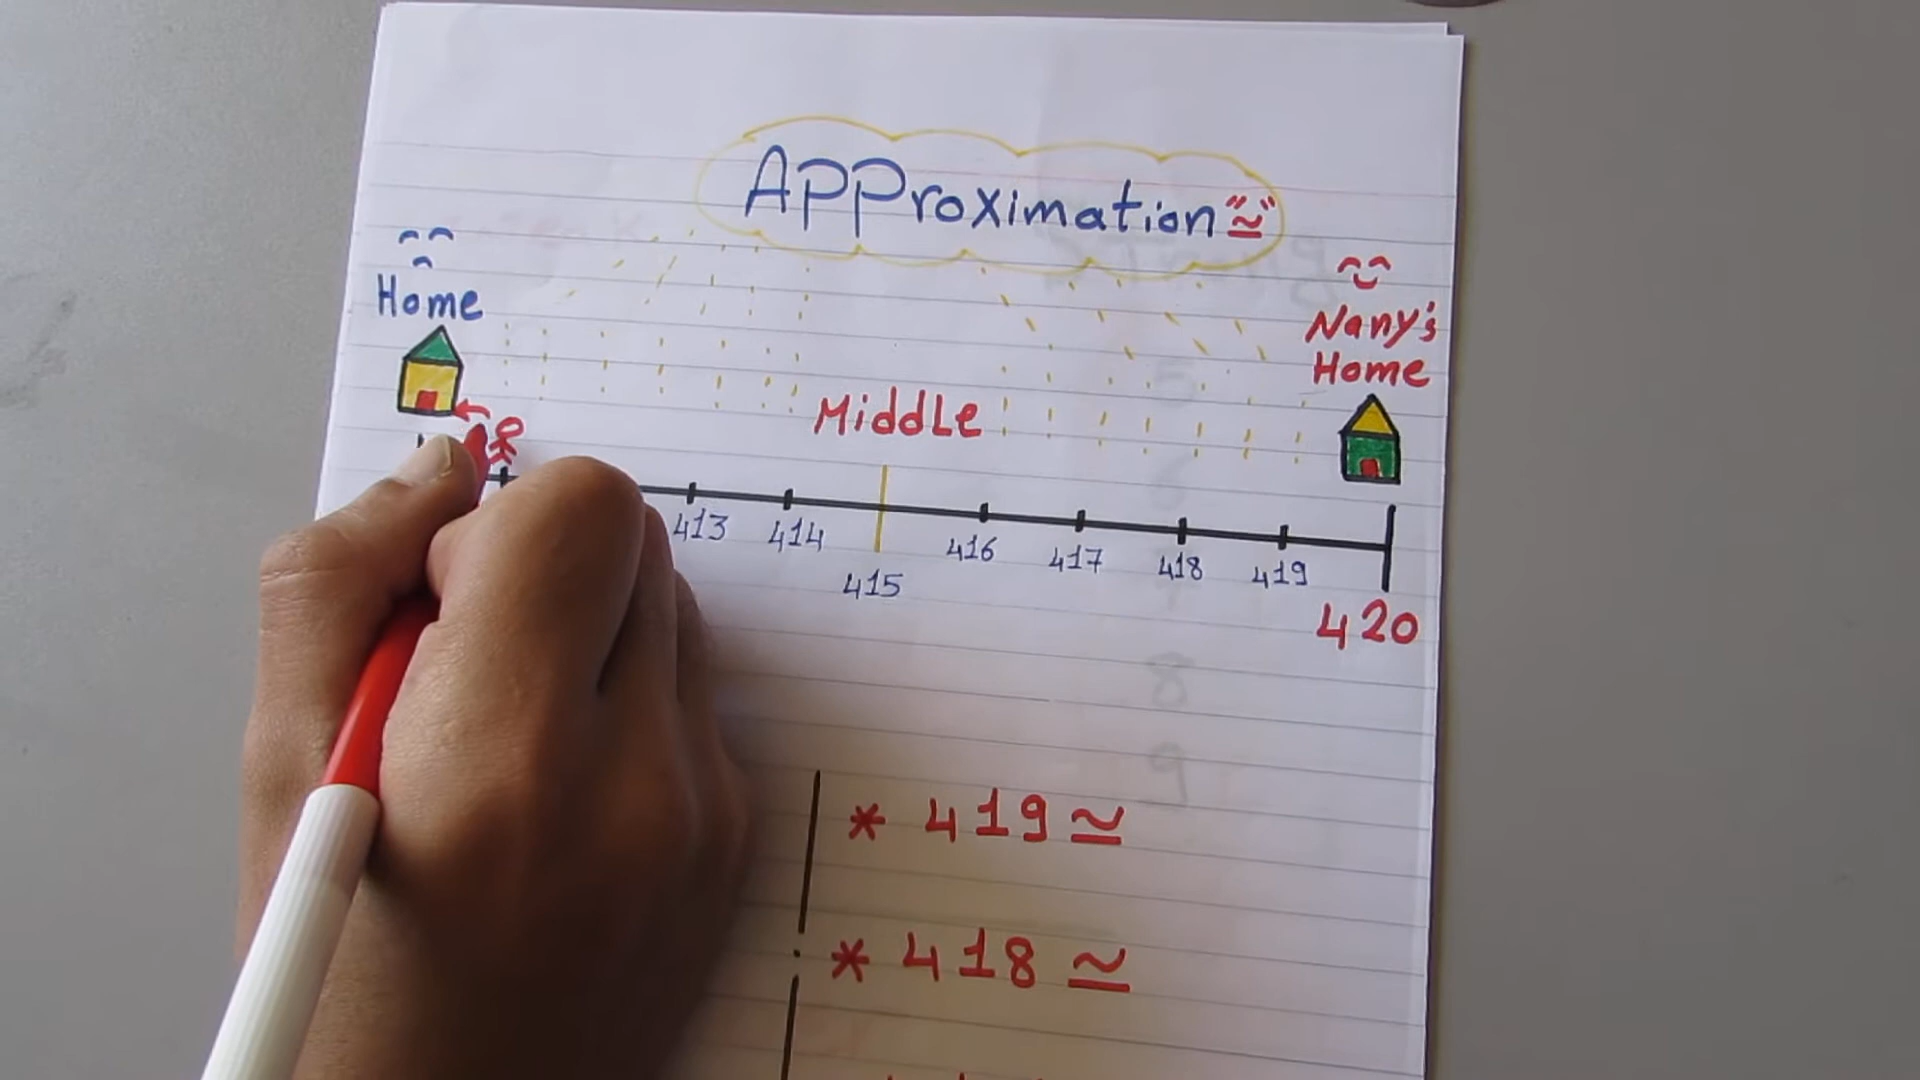 APProximation "≃"
Home
Nany's
Home
Middle
413 414 415 416 417 418 419
420
* 419 ≃
* 418 ≃